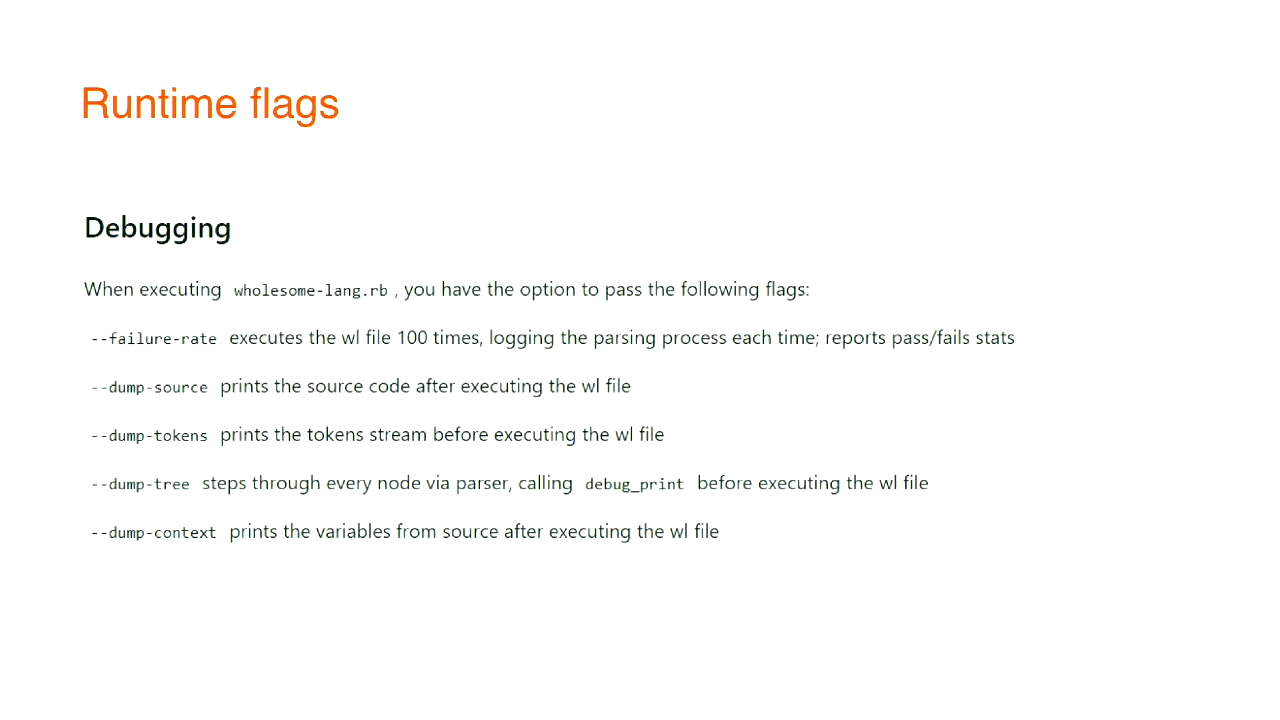 Runtime flags
Debugging
When executing wholesome-lang.rb , you have the option to pass the following flags:
--failure-rate executes the wl file 100 times, logging the parsing process each time; reports pass/fails stats
--dump-source prints the source code after executing the wl file
--dump-tokens prints the tokens stream before executing the wl file
--dump-tree steps through every node via parser, calling debug_print before executing the wl file
--dump-context prints the variables from source after executing the wl file